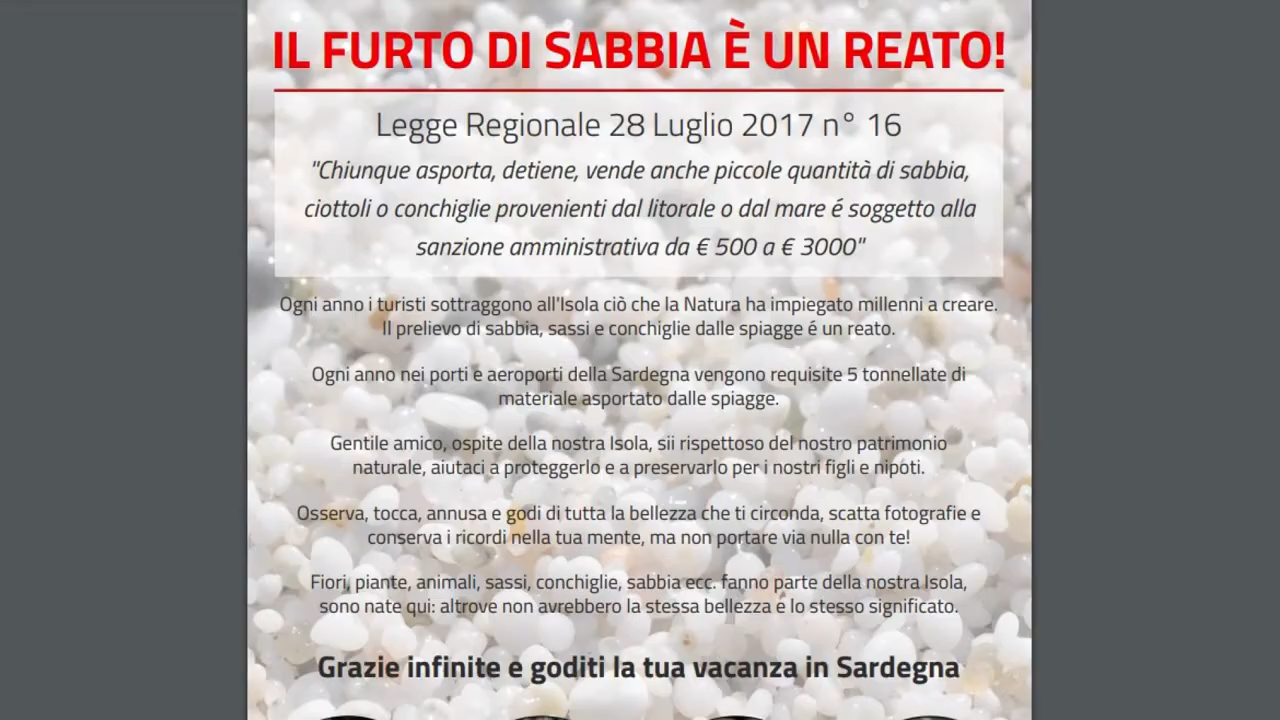 IL FURTO DI SABBIA È UN REATO!
Legge Regionale 28 Luglio 2017 n° 16
"Chiunque asporta, detiene, vende anche piccole quantità di sabbia,
ciottoli o conchiglie provenienti dal litorale o dal mare é soggetto alla
sanzione amministrativa da € 500 a € 3000"
Ogni anno i turisti sottraggono all'Isola ciò che la Natura ha impiegato millenni a creare.
Il prelievo di sabbia, sassi e conchiglie dalle spiagge é un reato.
Ogni anno nei porti e aeroporti della Sardegna vengono requisite 5 tonnellate di
materiale asportato dalle spiagge.
Gentile amico, ospite della nostra Isola, sii rispettoso del nostro patrimonio
naturale, aiutaci a proteggerlo e a preservarlo per i nostri figli e nipoti.
Osserva, tocca, annusa e godi di tutta la bellezza che ti circonda, scatta fotografie e
conserva i ricordi nella tua mente, ma non portare via nulla con te!
Fiori, piante, animali, sassi, conchiglie, sabbia ecc. fanno parte della nostra Isola,
sono nate qui: altrove non avrebbero la stessa bellezza e lo stesso significato.
Grazie infinite e goditi la tua vacanza in Sardegna